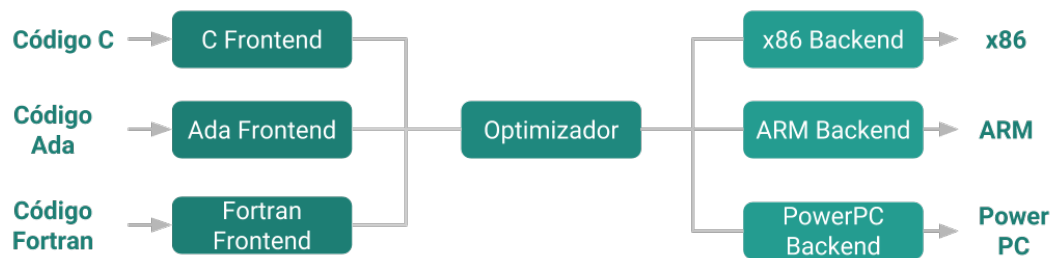 Código C
C Frontend
x86 Backend
x86
Código
Ada
Ada Frontend
Optimizador
ARM Backend
ARM
Código
Fortran
Fortran
Frontend
PowerPC
Backend
Power
PC